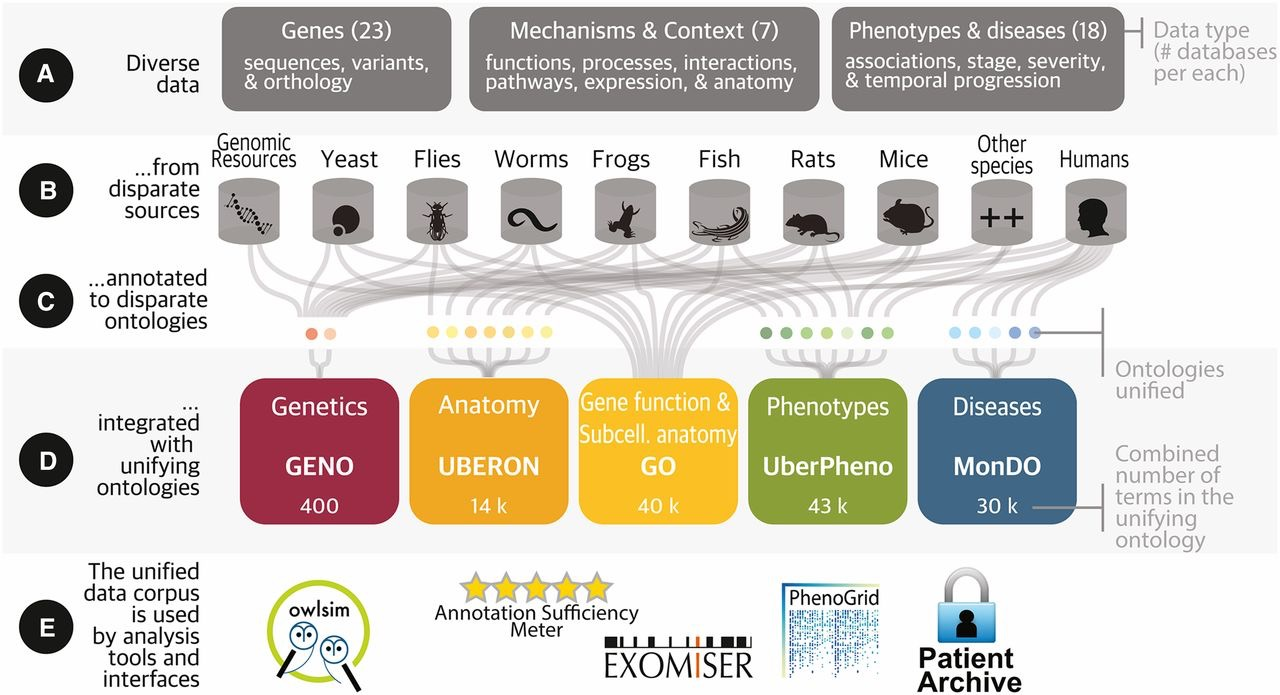 A
Diverse
data
Genes (23)
sequences, variants,
& orthology
Mechanisms & Context (7)
functions, processes, interactions,
pathways, expression, & anatomy
Phenotypes & diseases (18)
associations, stage, severity,
& temporal progression
Data type
(# databases
per each)
B
...from
disparate
sources
Genomic
Resources
Yeast
Flies
Worms
Frogs
Fish
Rats
Mice
Other
species
Humans
++
C
...annotated
to disparate
ontologies
Ontologies
unified
D
...
integrated
with
unifying
ontologies
Genetics
GENO
400
Anatomy
UBERON
14 k
Gene function &
Subcell. anatomy
GO
40 k
Phenotypes
UberPheno
43 k
Diseases
MonDO
30 k
Combined
number of
terms in the
unifying
ontology
E
The unified
data corpus
is used
by analysis
tools and
interfaces
owlsim
Annotation Sufficiency
Meter
EXOMISER
PhenoGrid
Patient
Archive